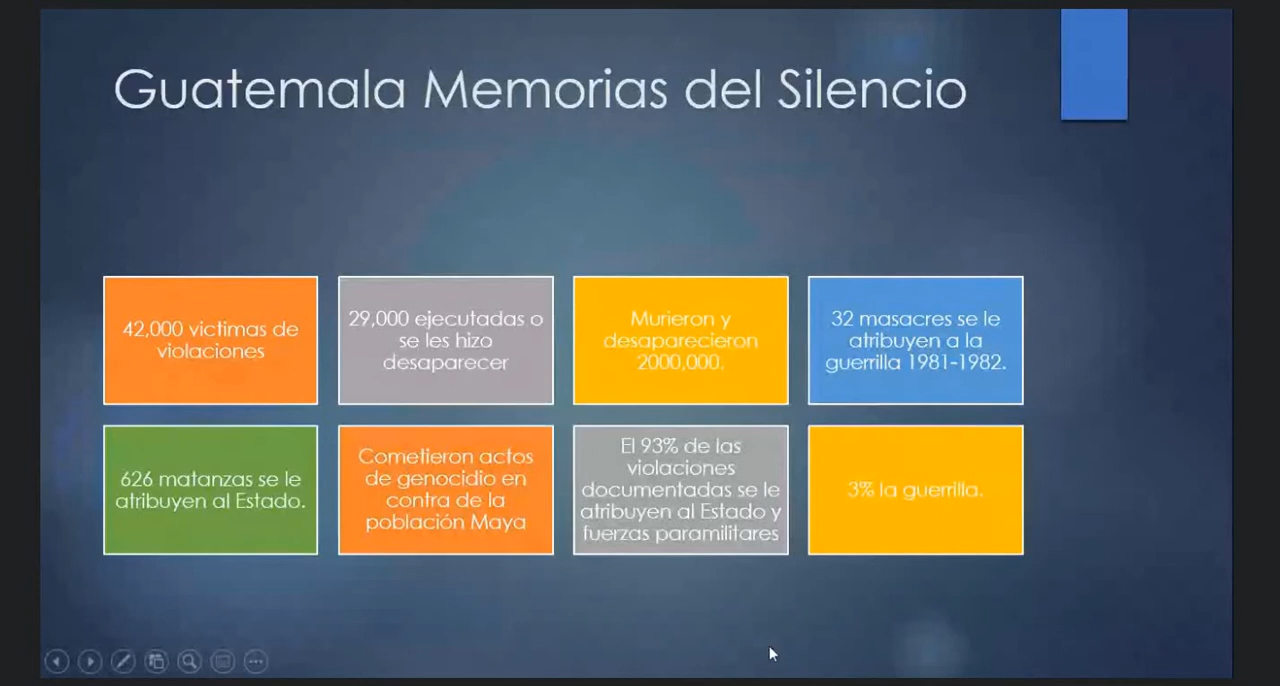 Guatemala Memorias del Silencio
42,000 victimas de
violaciones
29,000 ejecutadas o
se les hizo
desaparecer
Murieron y
desaparecieron
2000,000.
32 masacres se le
atribuyen a la
guerrilla 1981-1982.
626 matanzas se le
atribuyen al Estado.
Cometieron actos
de genocidio en
contra de la
población Maya
El 93% de las
violaciones
documentadas se le
atribuyen al Estado y
fuerzas paramilitares
3% la guerrilla.